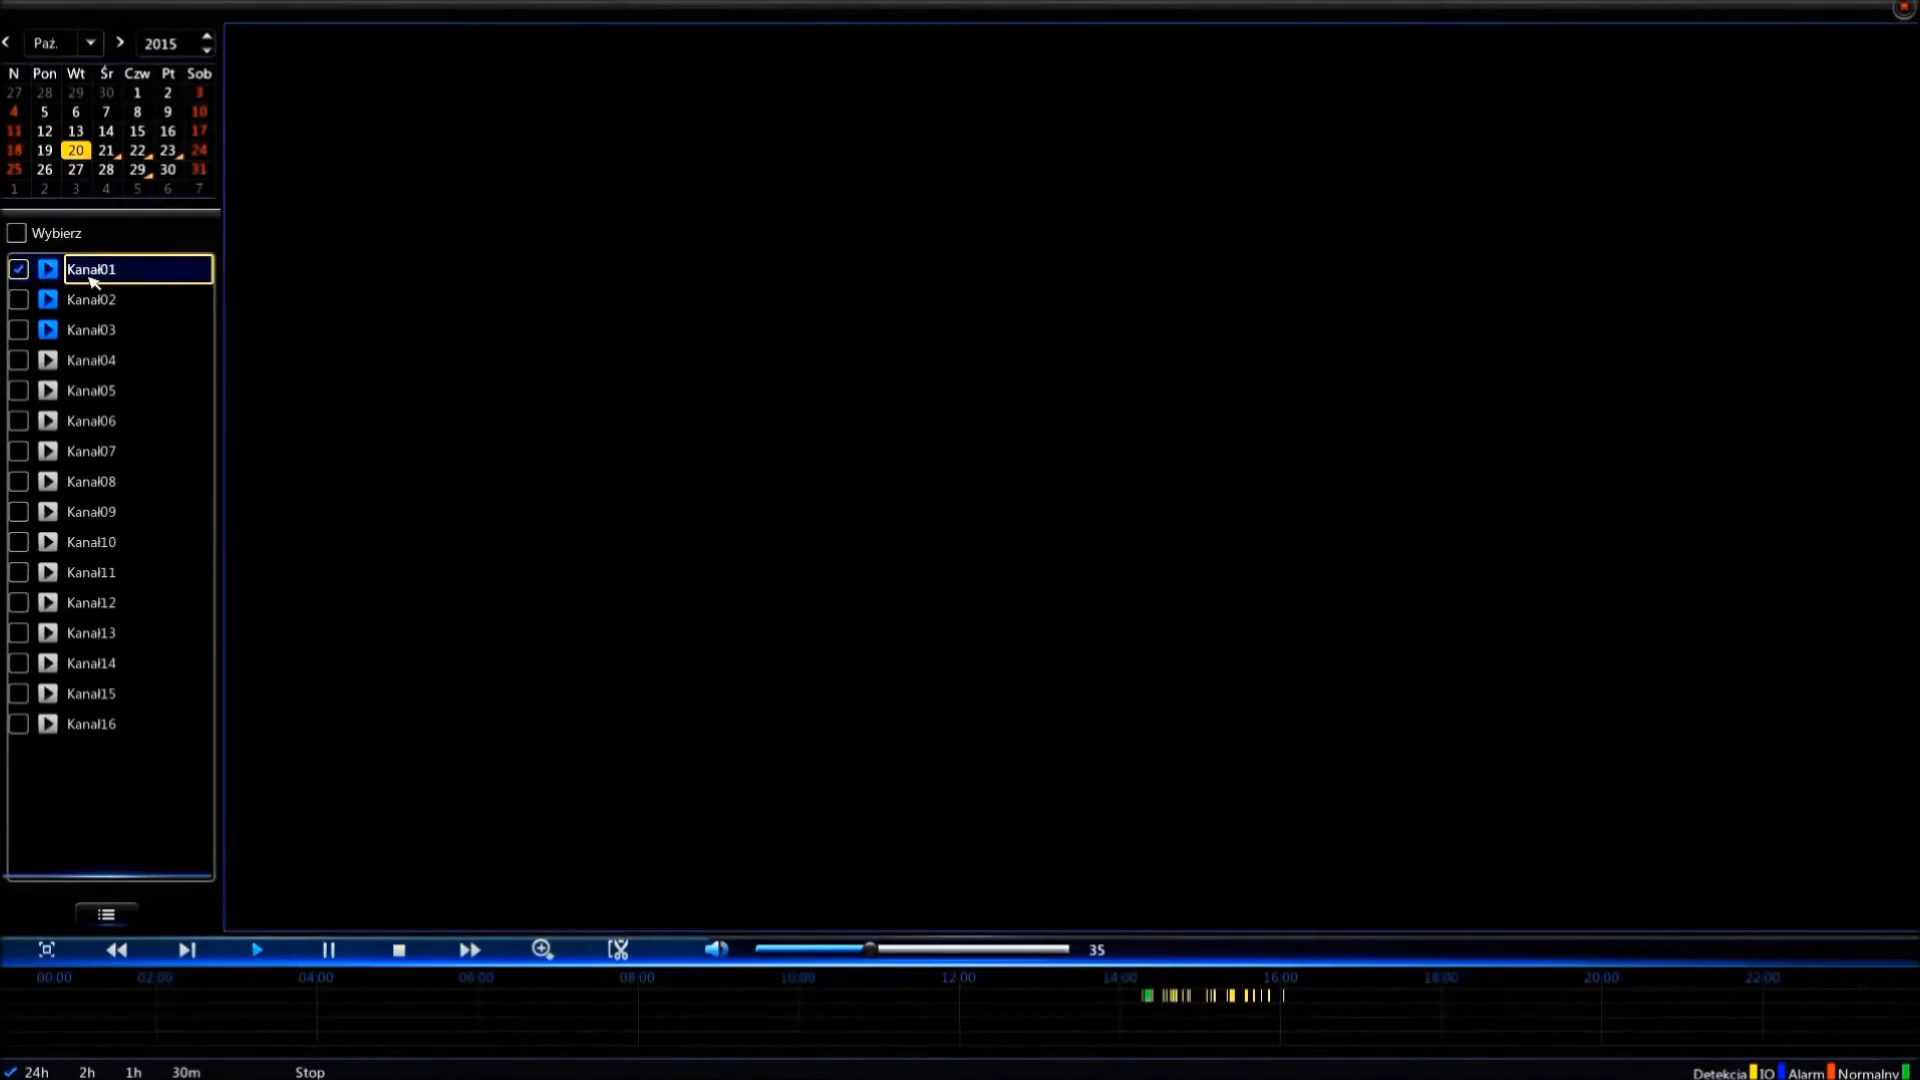 Paź. 2015
N Pon Wt Śr Czw Pt Sob
27 28 29 30 1 2 3
4 5 6 7 8 9 10
11 12 13 14 15 16 17
18 19 20 21 22 23 24
25 26 27 28 29 30 31
1 2 3 4 5 6 7
Wybierz
Kanał01
Kanał02
Kanał03
Kanał04
Kanał05
Kanał06
Kanał07
Kanał08
Kanał09
Kanał10
Kanał11
Kanał12
Kanał13
Kanał14
Kanał15
Kanał16
35
00:00 02:00 04:00 06:00 08:00 10:00 12:00 14:00 16:00 18:00 20:00 22:00
24h 2h 1h 30m Stop Detekcja IO Alarm Normalny